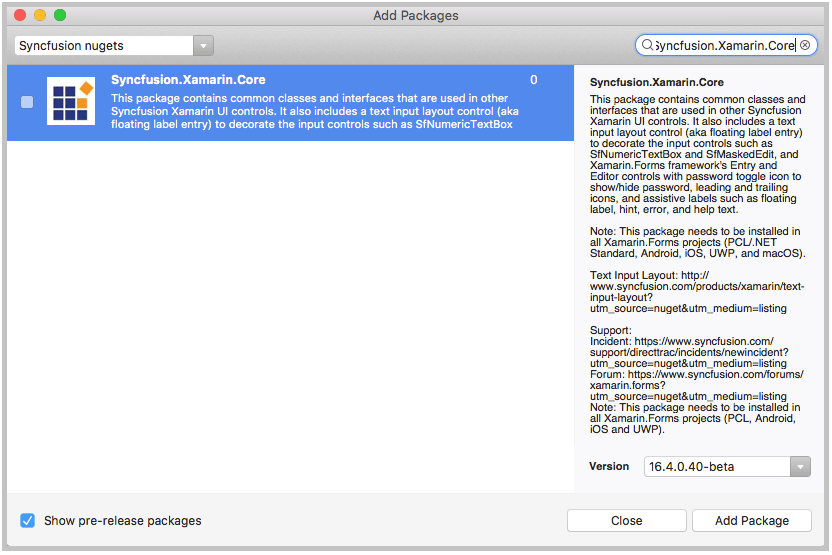 Add Packages
Syncfusion nugets
Syncfusion.Xamarin.Core
Syncfusion.Xamarin.Core
0
This package contains common classes and interfaces that are used in other
Syncfusion Xamarin UI controls. It also includes a text input layout control (aka
floating label entry) to decorate the input controls such as SfNumericTextBox
Syncfusion.Xamarin.Core
This package contains common classes and
interfaces that are used in other Syncfusion
Xamarin UI controls. It also includes a text
input layout control (aka floating label entry)
to decorate the input controls such as
SfNumericTextBox and SfMaskedEdit, and
Xamarin.Forms framework's Entry and
Editor controls with password toggle icon to
show/hide password, leading and trailing
icons, and assistive labels such as floating
label, hint, error, and help text.
Note: This package needs to be installed in
all Xamarin.Forms projects (PCL/.NET
Standard, Android, iOS, UWP, and macOS).
Text Input Layout: http://
www.syncfusion.com/products/xamarin/text-
input-layout?
utm_source=nuget&utm_medium=listing
Support:
Incident: https://www.syncfusion.com/
support/directtrac/incidents/newincident?
utm_source=nuget&utm_medium=listing
Forum: https://www.syncfusion.com/forums/
xamarin.forms?
utm_source=nuget&utm_medium=listing
Note: This package needs to be installed in
all Xamarin.Forms projects (PCL, Android,
iOS and UWP).
Version
16.4.0.40-beta
Show pre-release packages
Close
Add Package